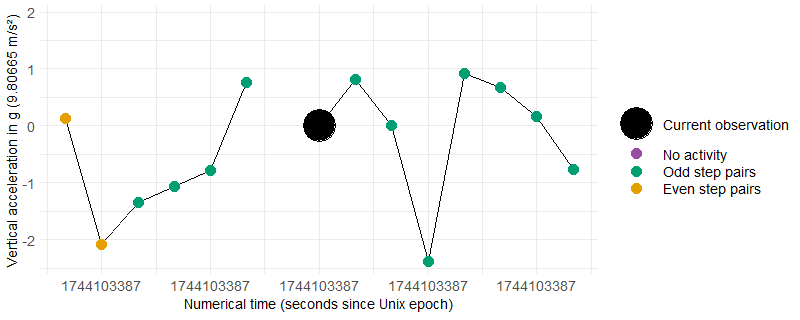 Vertical acceleration in g (9.80665 m/s²)
2
1
0
-1
-2
1744103387 1744103387 1744103387 1744103387 1744103387
Numerical time (seconds since Unix epoch)
Current observation
No activity
Odd step pairs
Even step pairs